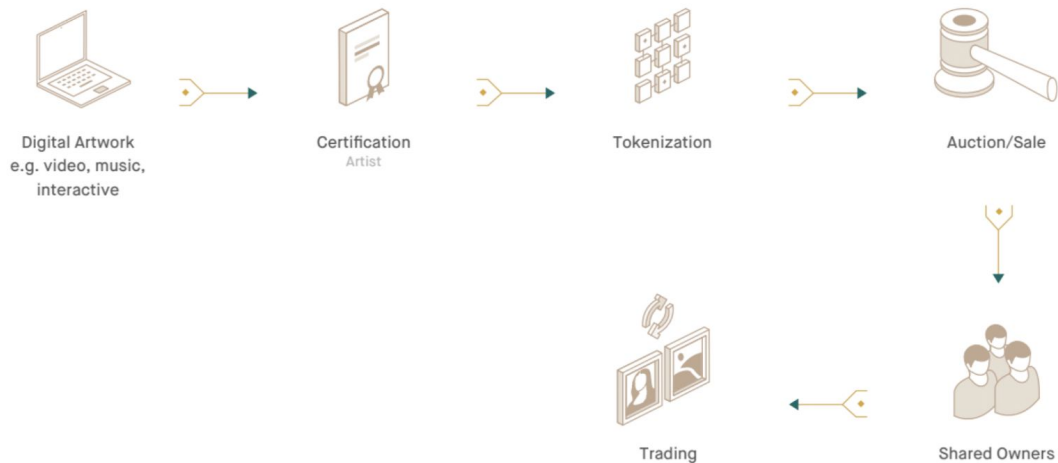 Digital Artwork
e.g. video, music,
interactive
Certification
Artist
Tokenization
Auction/Sale
Trading
Shared Owners